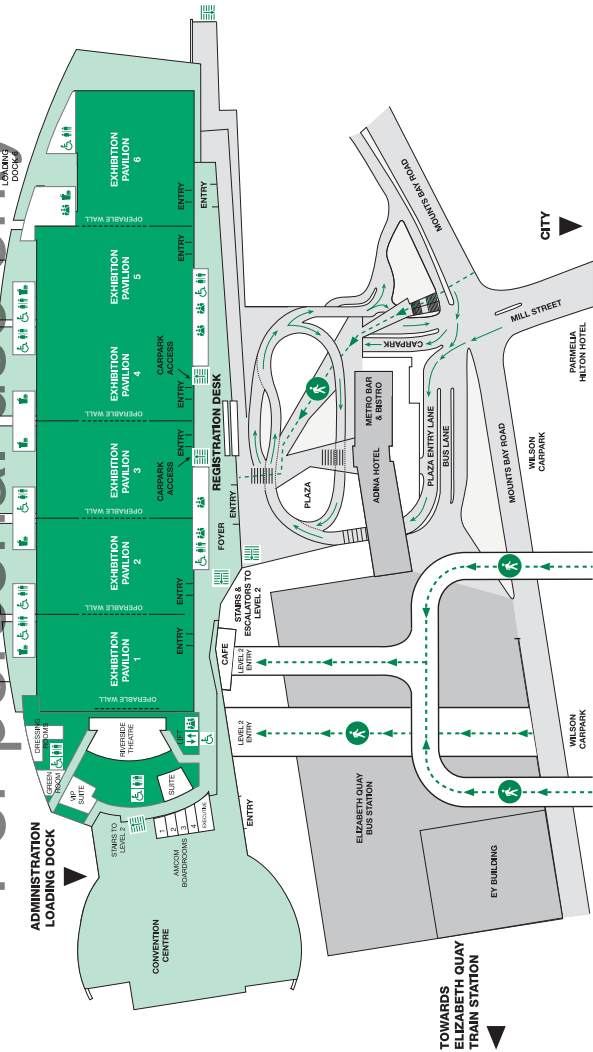 LOADING
DOCK 6
EXHIBITION
PAVILION
6
OPERABLE WALL
ENTRY
ENTRY
ENTRY
EXHIBITION
PAVILION
5
EXHIBITION
PAVILION
4
OPERABLE WALL
ENTRY
CARPARK
ACCESS
EXHIBITION
PAVILION
3
ENTRY
CARPARK
ACCESS
REGISTRATION DESK
ENTRY
FOYER
EXHIBITION
PAVILION
2
OPERABLE WALL
ENTRY
STAIRS &
ESCALATORS TO
LEVEL 2
EXHIBITION
PAVILION
1
ENTRY
CAFE
LEVEL 2
ENTRY
OPERABLE WALL
DRESSING
ROOMS
GREEN
ROOM
VIP
SUITE
RIVERSIDE
THEATRE
LIFT
LEVEL 2
ENTRY
SUITE
STAIRS TO
LEVEL 2
1
2
3
4
EXECUTIVE
AMCOM
BOARDROOMS
ENTRY
ADMINISTRATION
LOADING DOCK
CONVENTION
CENTRE
MOUNTS BAY ROAD
CITY
MILL STREET
PARMELIA
HILTON HOTEL
CARPARK
METRO BAR
& BISTRO
ADINA HOTEL
PLAZA
PLAZA ENTRY LANE
BUS LANE
MOUNTS BAY ROAD
WILSON
CARPARK
WILSON
CARPARK
ELIZABETH QUAY
BUS STATION
EY BUILDING
TOWARDS
ELIZABETH QUAY
TRAIN STATION